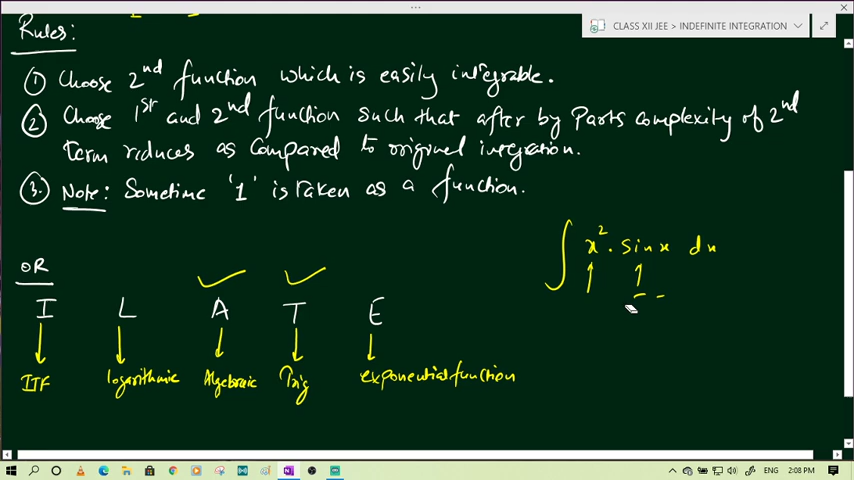 Rules:
CLASS XII JEE > INDEFINITE INTEGRATION
① Choose 2nd function which is easily integrable.
② Choose 1st and 2nd function such that after by Parts complexity of 2nd
term reduces as compared to original integration.
③. Note: Sometime '1' is taken as a function.
∫ x². sinx dx
OR
I L A T E
ITF logarithmic Algebraic Trig exponential function
ENG 2:08 PM